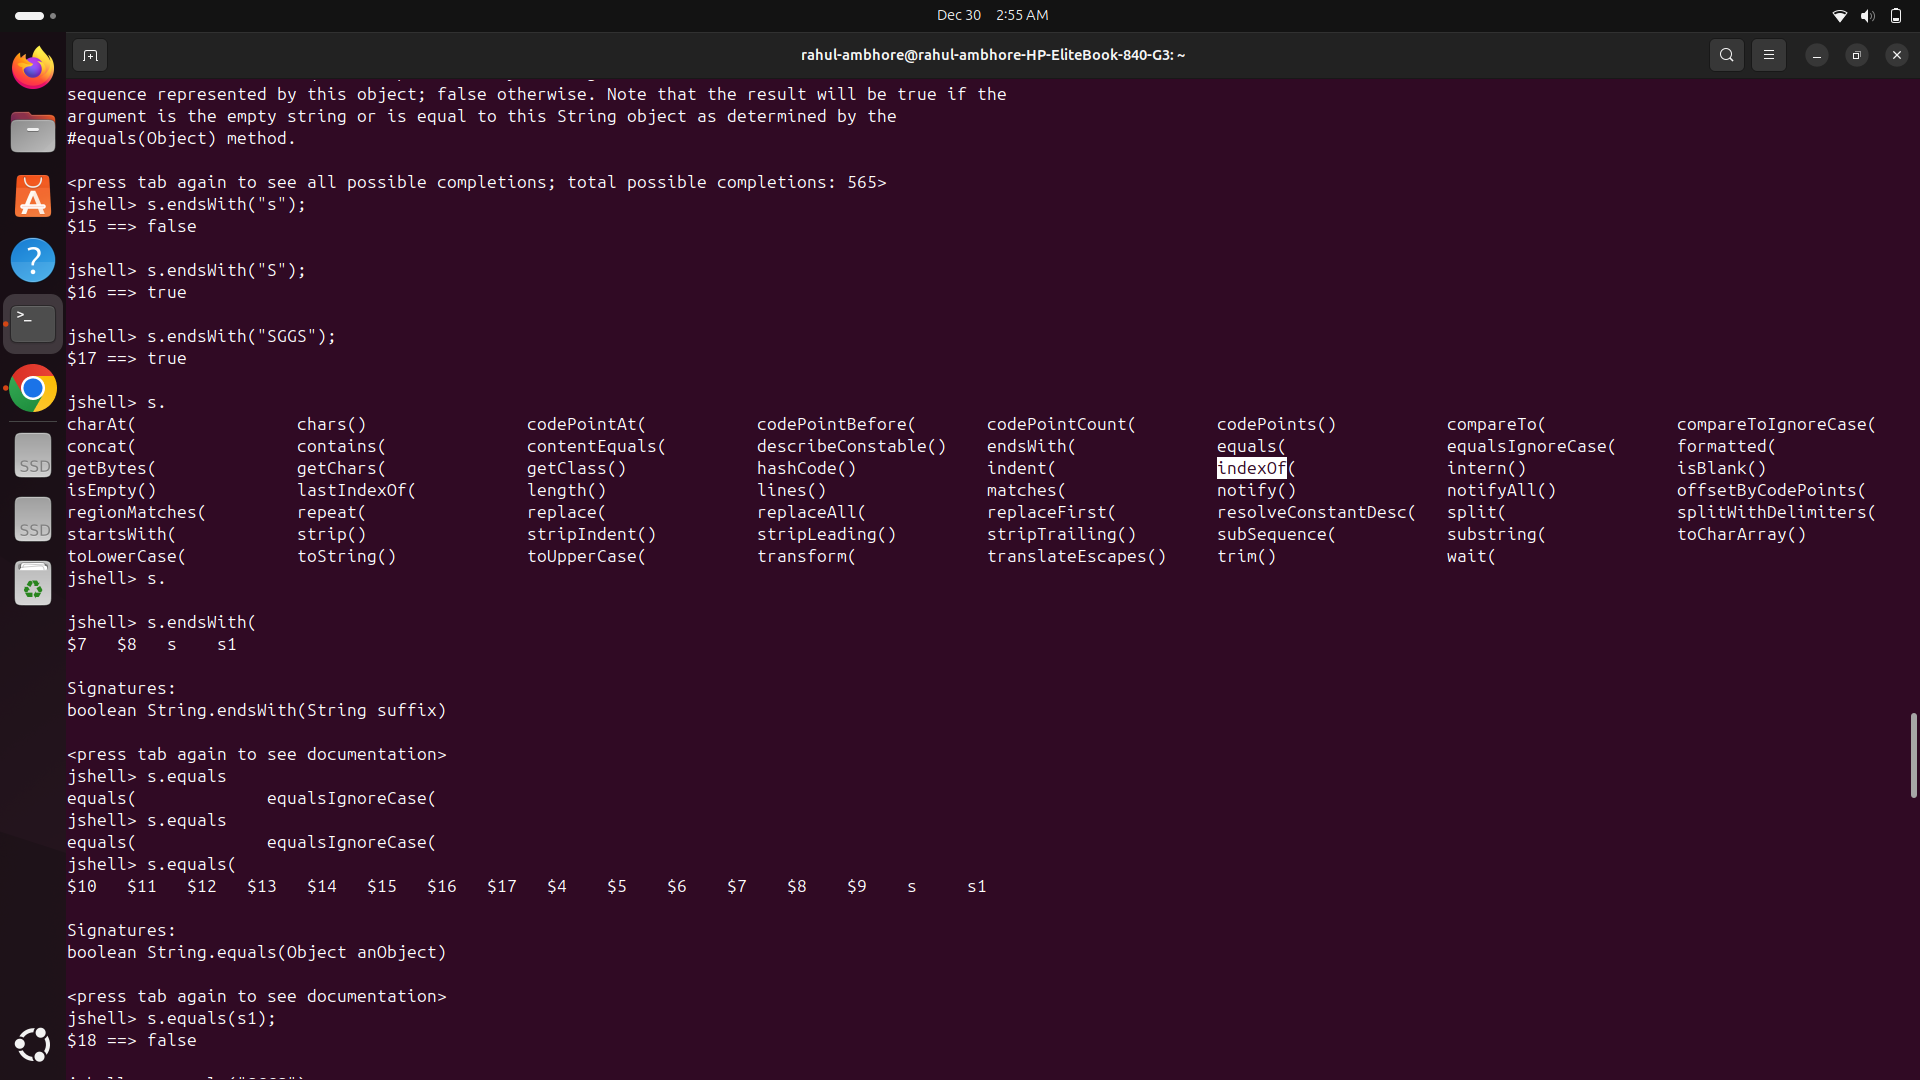 Dec 30 2:55 AM
rahul-ambhore@rahul-ambhore-HP-EliteBook-840-G3: ~
sequence represented by this object; false otherwise. Note that the result will be true if the
argument is the empty string or is equal to this String object as determined by the
#equals(Object) method.
<press tab again to see all possible completions; total possible completions: 565>
jshell> s.endsWith("s");
$15 ==> false
jshell> s.endsWith("S");
$16 ==> true
jshell> s.endsWith("SGGS");
$17 ==> true
jshell> s.
charAt( chars() codePointAt( codePointBefore( codePointCount( codePoints() compareTo( compareToIgnoreCase(
concat( contains( contentEquals( describeConstable() endsWith( equals( equalsIgnoreCase( formatted(
getBytes( getChars( getClass() hashCode() indent( indexOf( intern() isBlank()
isEmpty() lastIndexOf( length() lines() matches( notify() notifyAll() offsetByCodePoints(
regionMatches( repeat( replace( replaceAll( replaceFirst( resolveConstantDesc( split( splitWithDelimiters(
startsWith( strip() stripIndent() stripLeading() stripTrailing() subSequence( substring( toCharArray()
toLowerCase( toString() toUpperCase( transform( translateEscapes() trim() wait(
jshell> s.
jshell> s.endsWith(
$7 $8 s s1
Signatures:
boolean String.endsWith(String suffix)
<press tab again to see documentation>
jshell> s.equals
equals( equalsIgnoreCase(
jshell> s.equals
equals( equalsIgnoreCase(
jshell> s.equals(
$10 $11 $12 $13 $14 $15 $16 $17 $4 $5 $6 $7 $8 $9 s s1
Signatures:
boolean String.equals(Object anObject)
<press tab again to see documentation>
jshell> s.equals(s1);
$18 ==> false
SSD
SSD